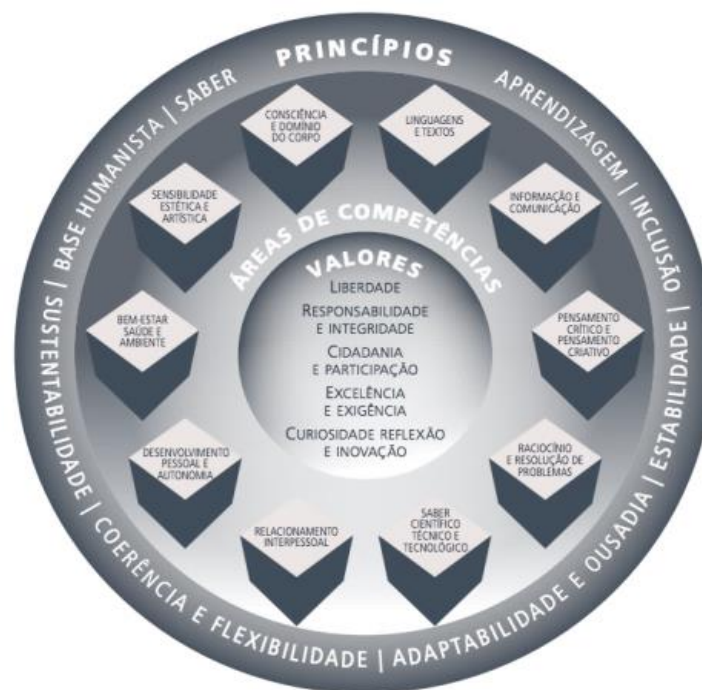 PRINCÍPIOS
APRENDIZAGEM | INCLUSÃO | ESTABILIDADE | ADAPTABILIDADE E OUSADIA | COERÊNCIA E FLEXIBILIDADE | SUSTENTABILIDADE | BASE HUMANISTA | SABER
CONSCIÊNCIA
E DOMÍNIO
DO CORPO
LINGUAGENS
E TEXTOS
SENSIBILIDADE
ESTÉTICA E
ARTÍSTICA
INFORMAÇÃO E
COMUNICAÇÃO
ÁREAS DE COMPETÊNCIAS
VALORES
LIBERDADE
RESPONSABILIDADE
E INTEGRIDADE
CIDADANIA
E PARTICIPAÇÃO
EXCELÊNCIA
E EXIGÊNCIA
CURIOSIDADE REFLEXÃO
E INOVAÇÃO
BEM-ESTAR
SAÚDE E
AMBIENTE
PENSAMENTO
CRÍTICO E
PENSAMENTO
CRIATIVO
DESENVOLVIMENTO
PESSOAL E
AUTONOMIA
RACIOCÍNIO
E RESOLUÇÃO DE
PROBLEMAS
RELACIONAMENTO
INTERPESSOAL
SABER
CIENTÍFICO
TÉCNICO E
TECNOLÓGICO